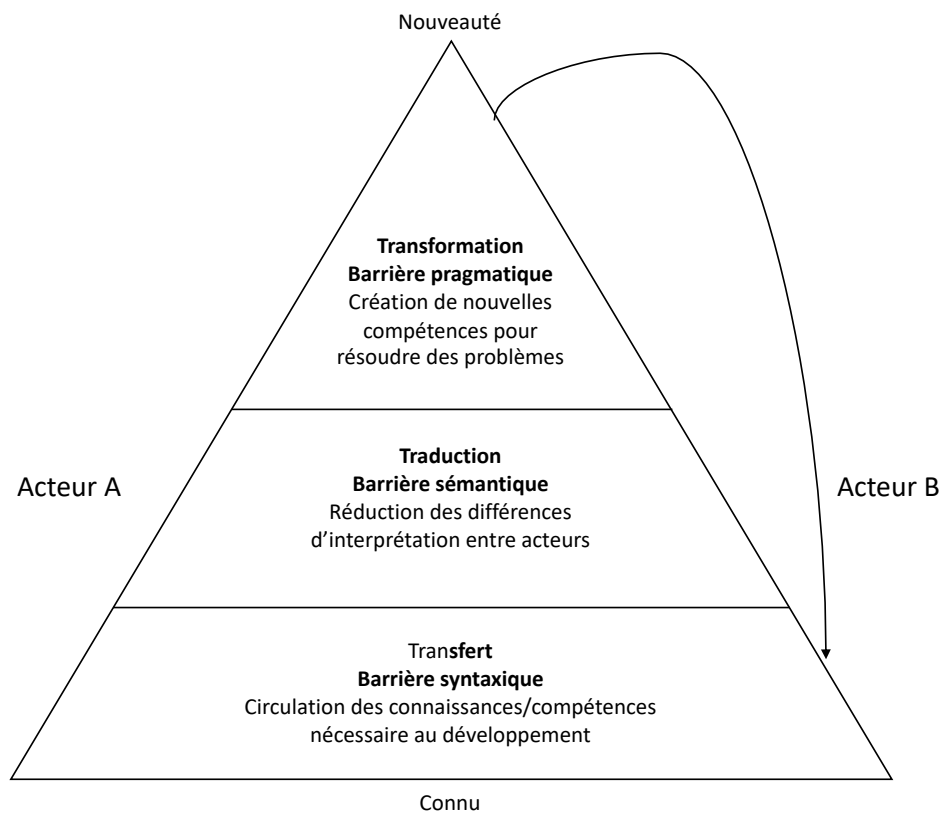 Nouveauté
Transformation
Barrière pragmatique
Création de nouvelles
compétences pour
résoudre des problèmes
Acteur A
Traduction
Barrière sémantique
Réduction des différences
d’interprétation entre acteurs
Acteur B
Transfert
Barrière syntaxique
Circulation des connaissances/compétences
nécessaire au développement
Connu